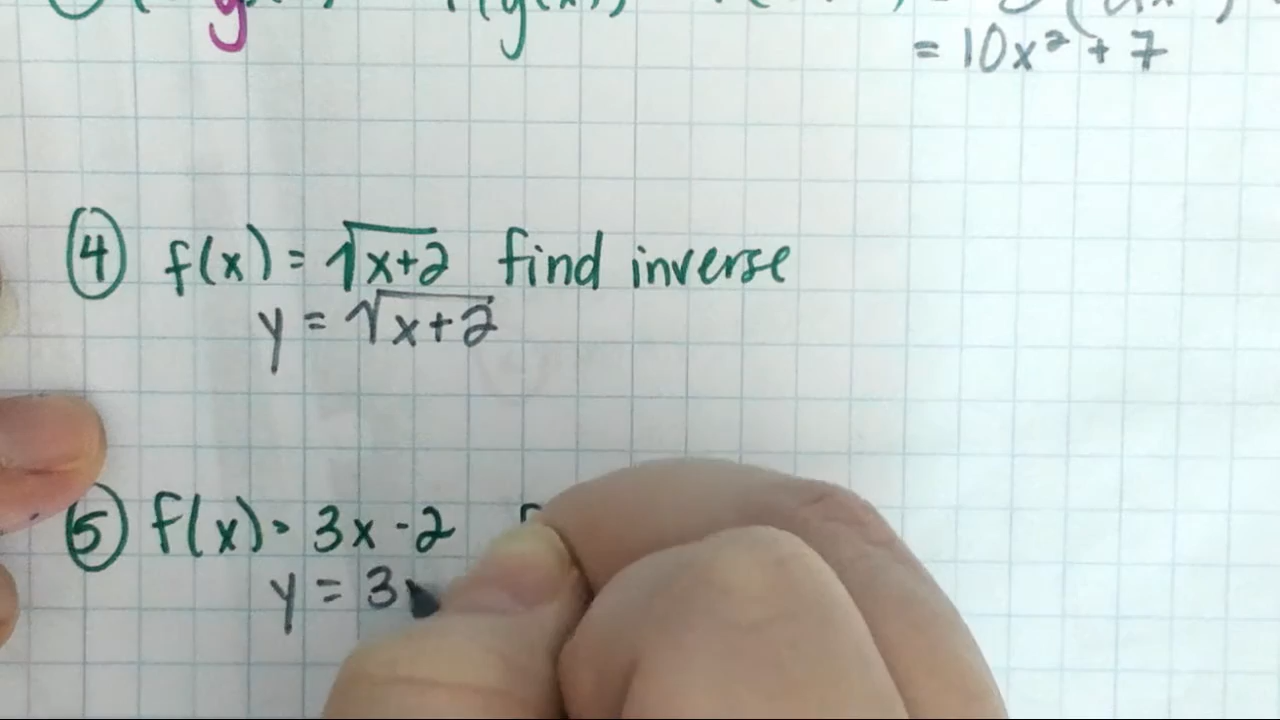 = 10x² + 7
④ f(x) = √x+2 find inverse
y = √x+2
⑤ f(x) = 3x - 2
y = 3